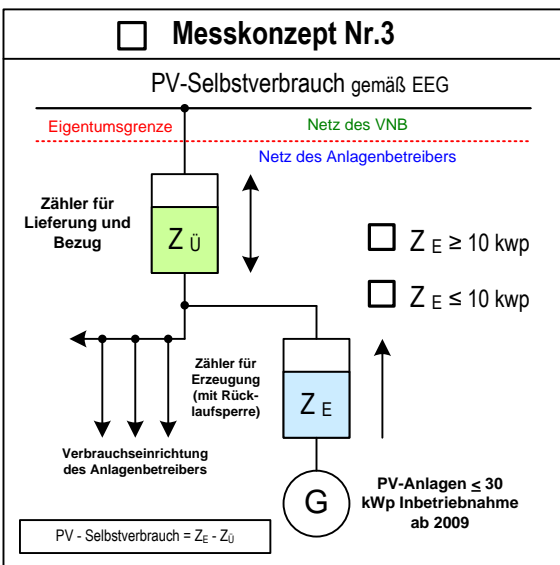 Messkonzept Nr.3
PV-Selbstverbrauch gemäß EEG
Eigentumsgrenze
Netz des VNB
Netz des Anlagenbetreibers
Zähler für
Lieferung und
Bezug
Z Ü
Z E ≥ 10 kwp
Z E ≤ 10 kwp
Zähler für
Erzeugung
(mit Rück-
laufsperre)
Z E
Verbrauchseinrichtung
des Anlagenbetreibers
G
PV-Anlagen ≤ 30
kWp Inbetriebnahme
ab 2009
PV - Selbstverbrauch = ZE - ZÜ